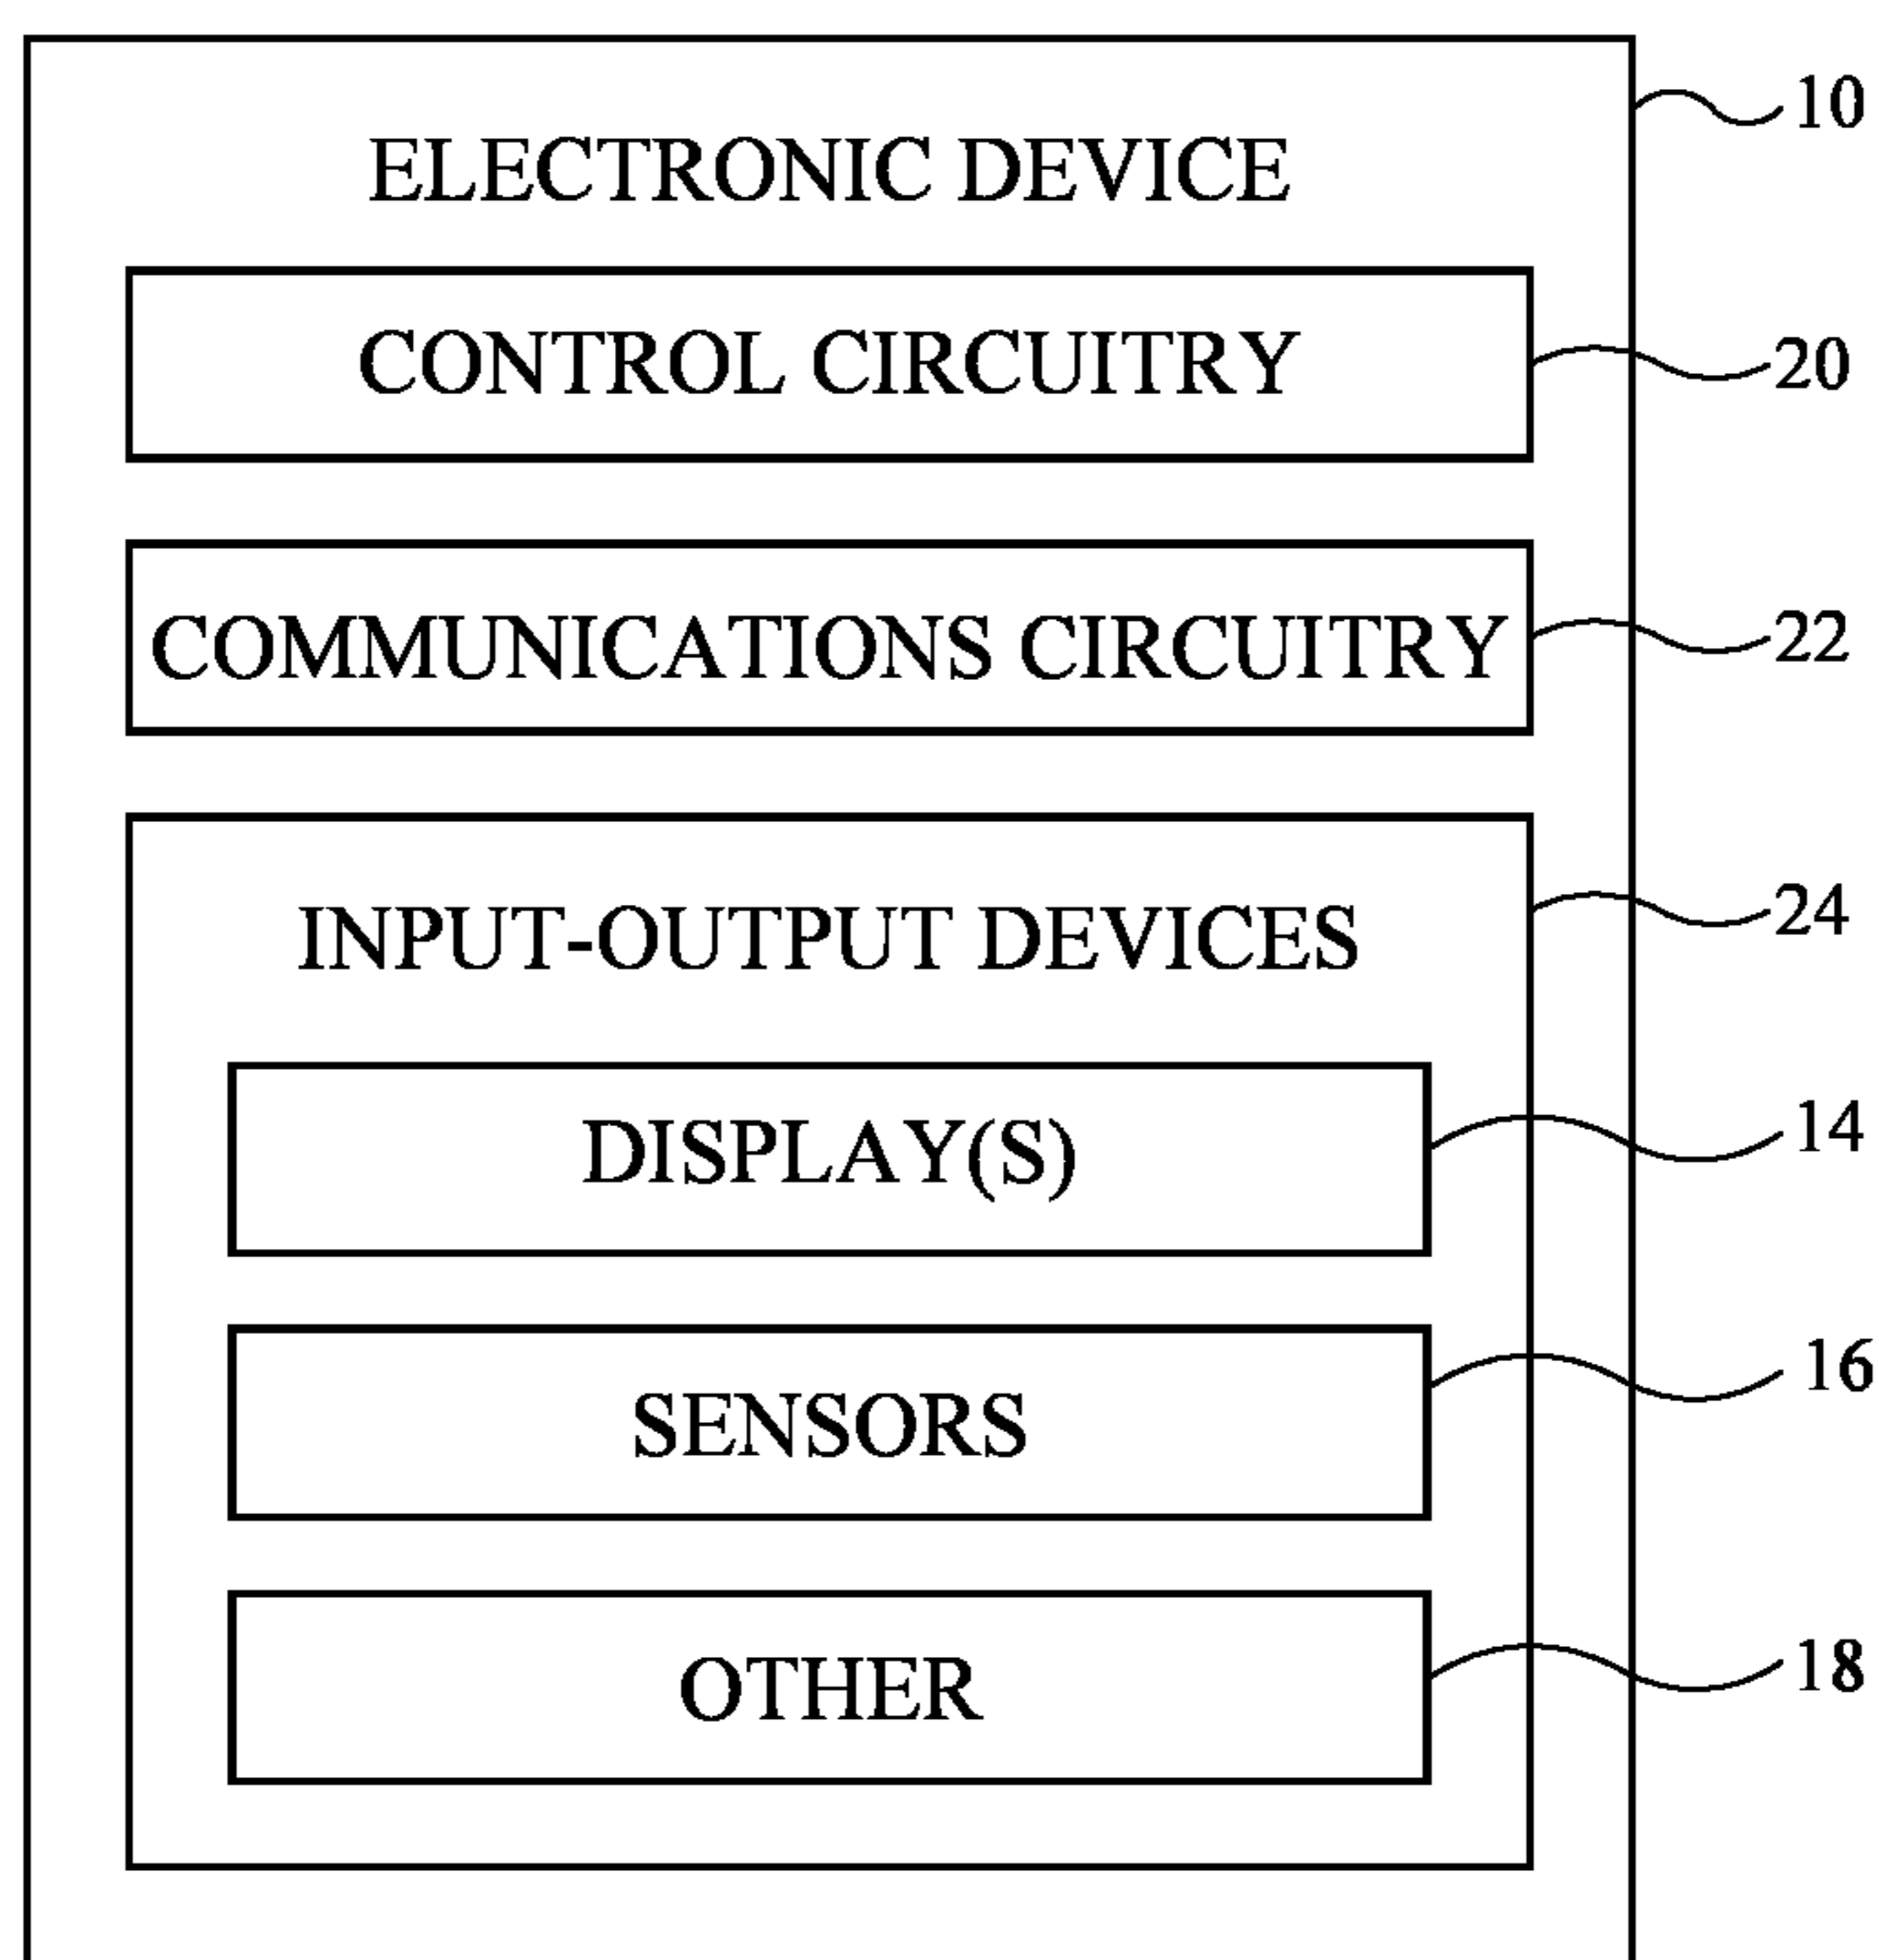 10
ELECTRONIC DEVICE
CONTROL CIRCUITRY
20
COMMUNICATIONS CIRCUITRY
22
INPUT-OUTPUT DEVICES
24
DISPLAY(S)
14
SENSORS
16
OTHER
18